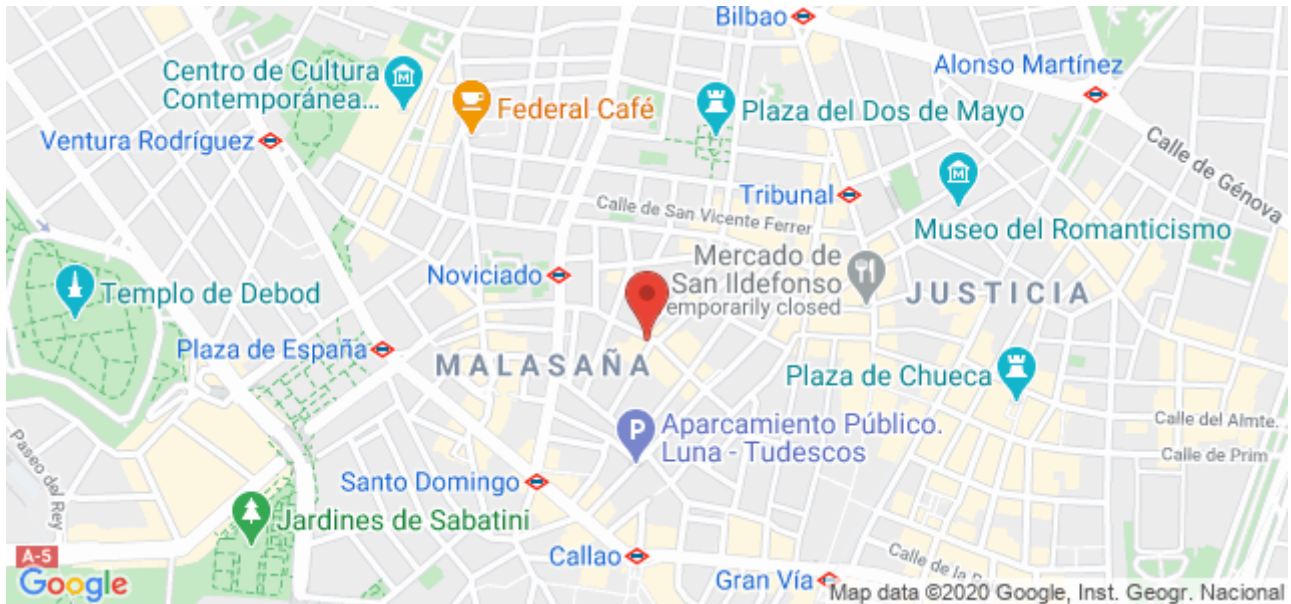 Bilbao
Alonso Martínez
Centro de Cultura
Contemporánea...
Federal Café
Plaza del Dos de Mayo
Ventura Rodríguez
Calle de Génova
Tribunal
Calle de San Vicente Ferrer
Museo del Romanticismo
Mercado de
San Ildefonso
emporarily closed
Noviciado
JUSTICIA
Templo de Debod
Plaza de España
MALASAÑA
Plaza de Chueca
Calle del Almte.
Aparcamiento Público.
Luna - Tudescos
Calle de Prim
Paseo del Rey
Santo Domingo
Jardines de Sabatini
Callao
Calle de la
A-5
Google
Gran Vía
Map data ©2020 Google, Inst. Geogr. Nacional